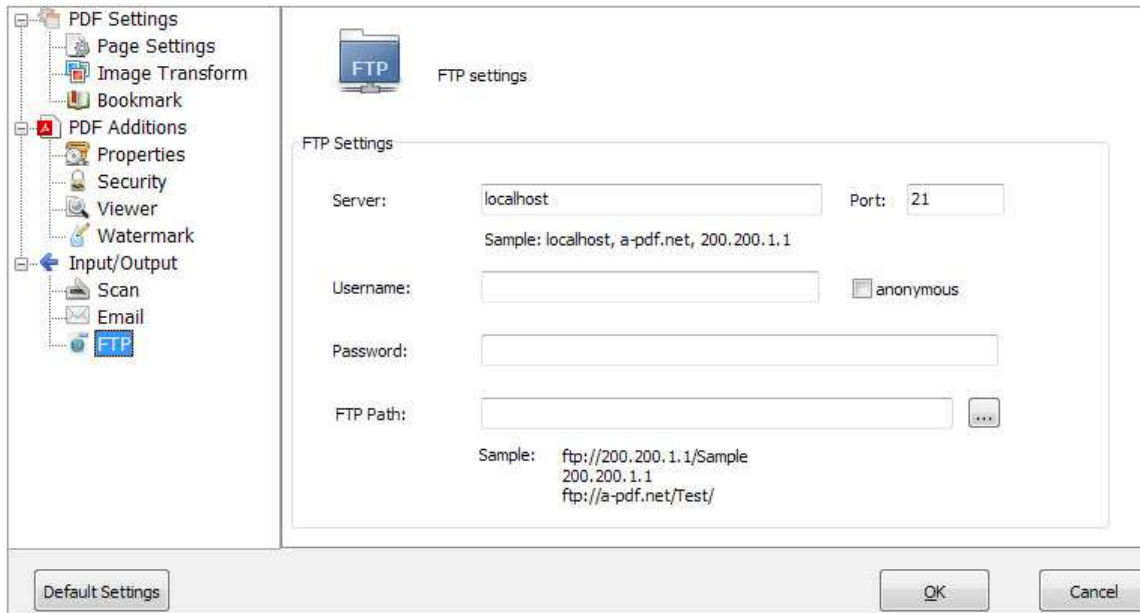 PDF Settings
Page Settings
Image Transform
Bookmark
PDF Additions
Properties
Security
Viewer
Watermark
Input/Output
Scan
Email
FTP
FTP
FTP settings
FTP Settings
Server: localhost Port: 21
Sample: localhost, a-pdf.net, 200.200.1.1
Username: anonymous
Password:
FTP Path: ...
Sample: ftp://200.200.1.1/Sample
200.200.1.1
ftp://a-pdf.net/Test/
Default Settings OK Cancel